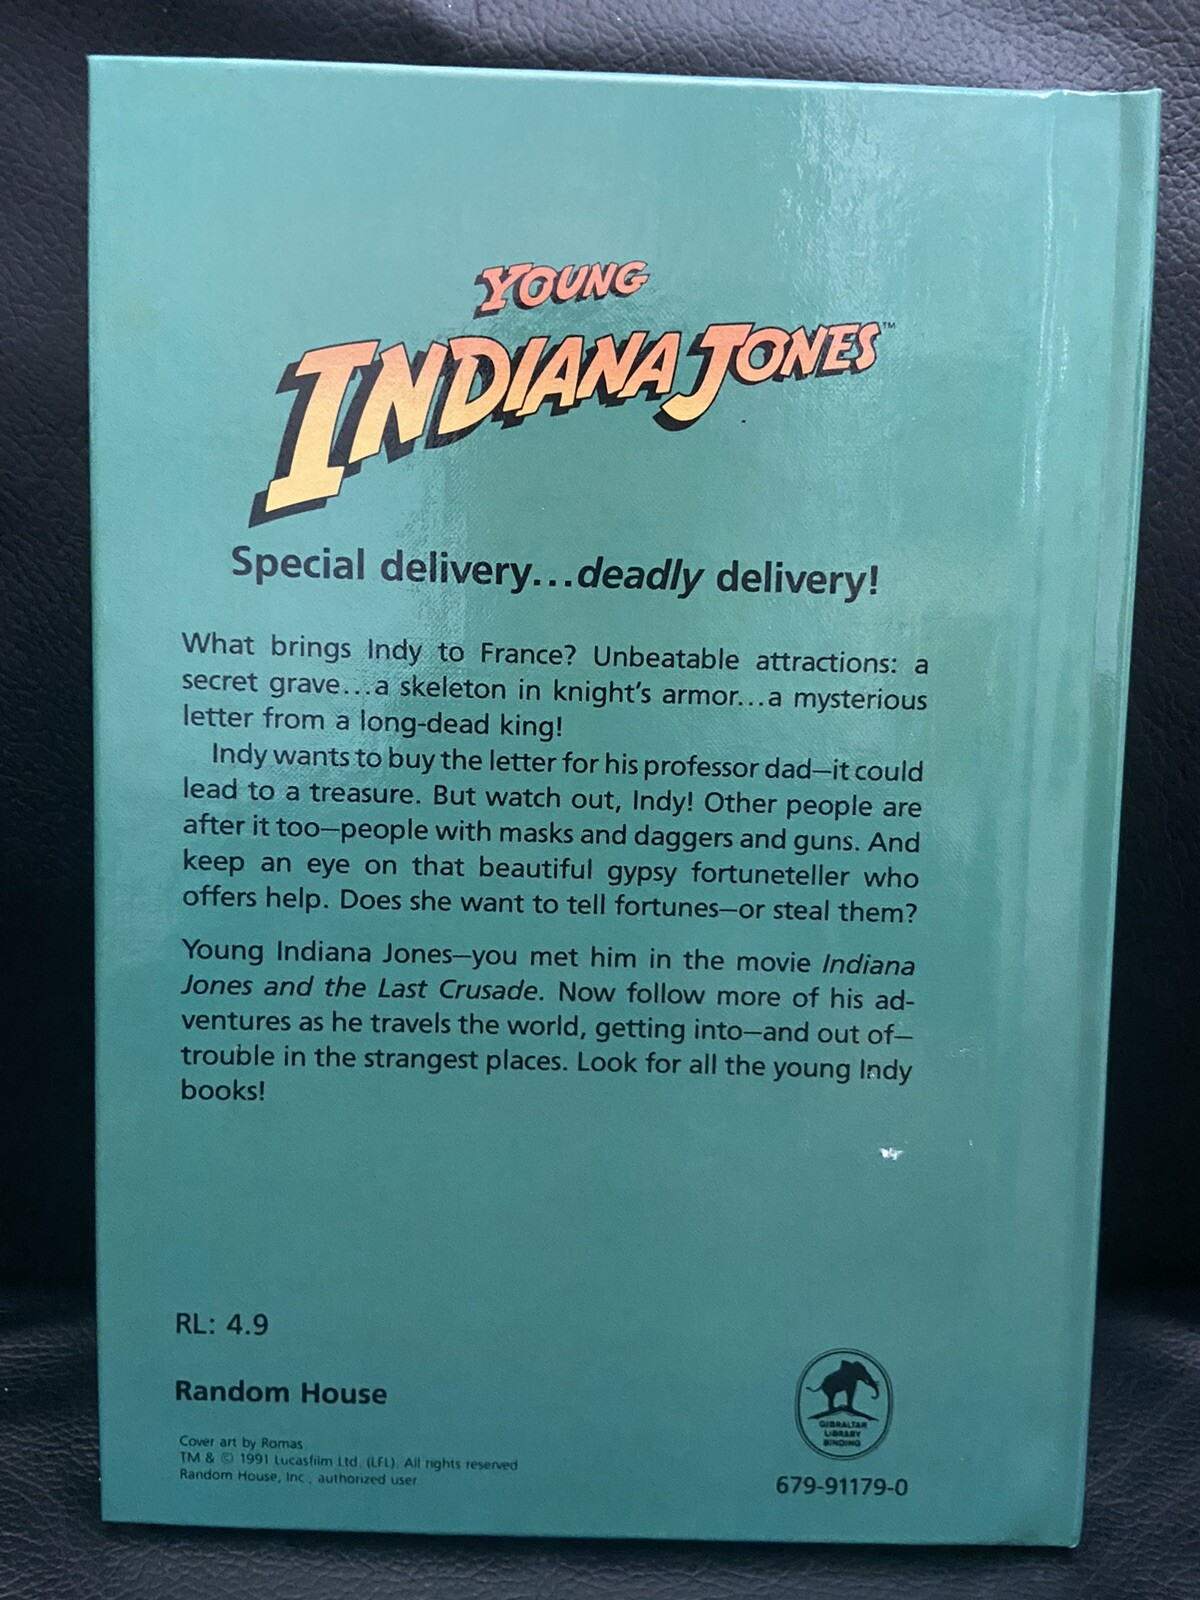 YOUNG
INDIANA JONES™
Special delivery...deadly delivery!
What brings Indy to France? Unbeatable attractions: a
secret grave...a skeleton in knight's armor...a mysterious
letter from a long-dead king!
Indy wants to buy the letter for his professor dad—it could
lead to a treasure. But watch out, Indy! Other people are
after it too—people with masks and daggers and guns. And
keep an eye on that beautiful gypsy fortuneteller who
offers help. Does she want to tell fortunes—or steal them?
Young Indiana Jones—you met him in the movie Indiana
Jones and the Last Crusade. Now follow more of his ad-
ventures as he travels the world, getting into—and out of—
trouble in the strangest places. Look for all the young Indy
books!
RL: 4.9
Random House
Cover art by Romas
TM & © 1991 Lucasfilm Ltd. (LFL). All rights reserved
Random House, Inc., authorized user
GIBRALTAR
LIBRARY
BINDING
679-91179-0